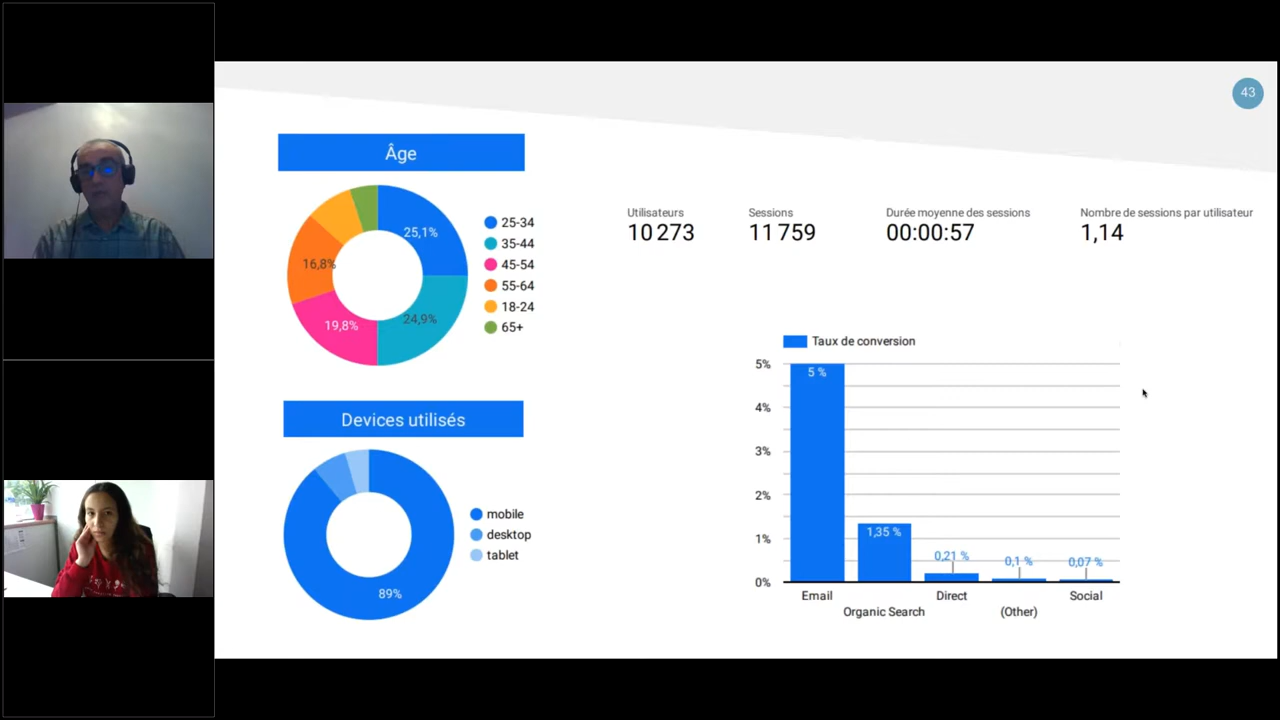 43
Âge
25,1%
24,9%
19,8%
16,8%
25-34
35-44
45-54
55-64
18-24
65+
Utilisateurs
10 273
Sessions
11 759
Durée moyenne des sessions
00:00:57
Nombre de sessions par utilisateur
1,14
Devices utilisés
89%
mobile
desktop
tablet
Taux de conversion
5%
4%
3%
2%
1%
0%
5 %
1,35 %
0,21 %
0,1 %
0,07 %
Email
Organic Search
Direct
(Other)
Social